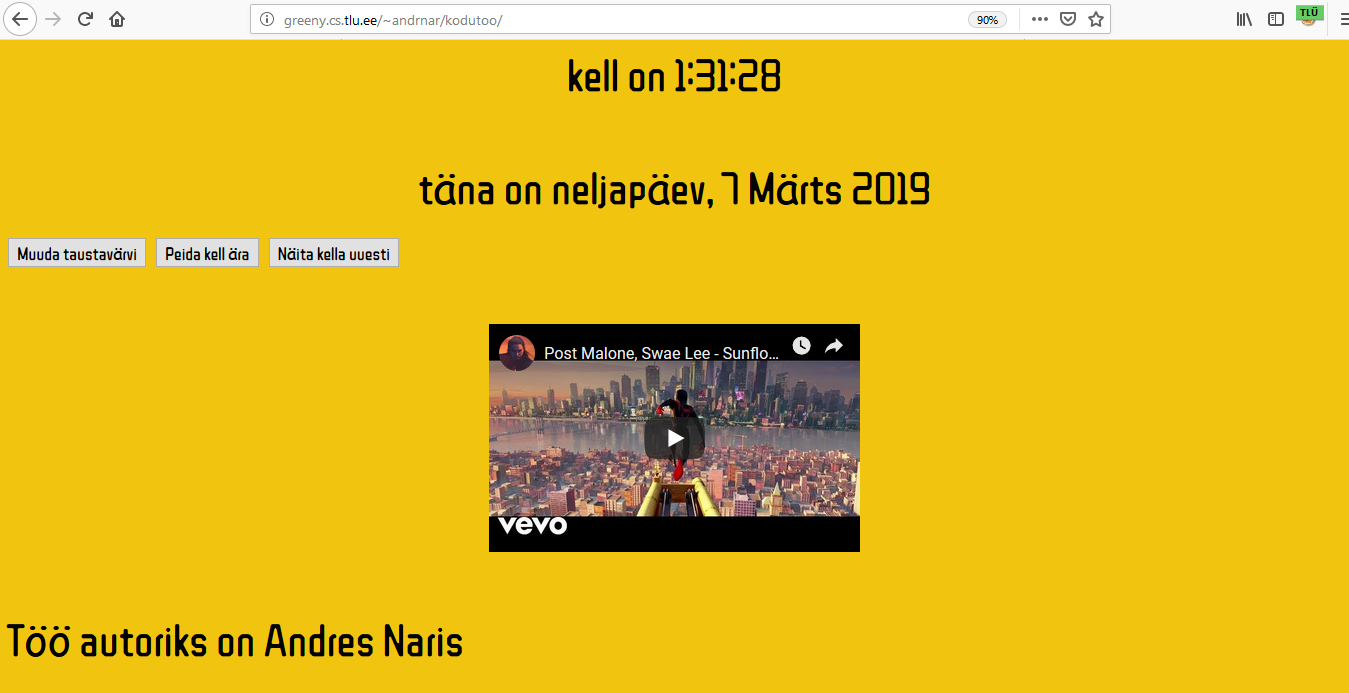 greeny.cs.tlu.ee/~andrnar/kodutoo/
90%
TLÜ
kell on 1:31:28
täna on neljapäev, 7 Märts 2019
Muuda taustavärvi
Peida kell ära
Näita kella uuesti
Post Malone, Swae Lee - Sunflo...
vevo
Töö autoriks on Andres Naris